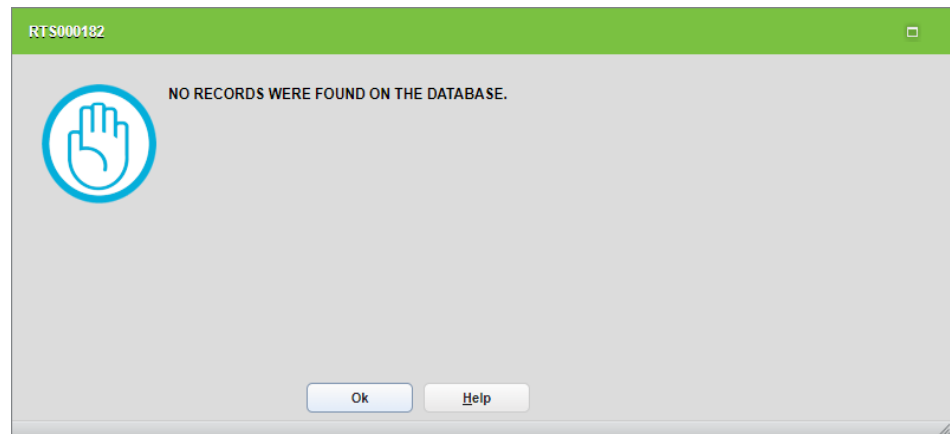 RTS000182
NO RECORDS WERE FOUND ON THE DATABASE.
Ok Help